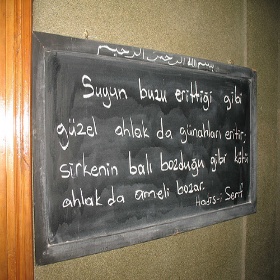 بسم الله الرحمن الرحيم
Suyun buzu erittiği gibi
güzel ahlak da günahları eritir;
sirkenin balı bozduğu gibi kötü
ahlak da ameli bozar.
Hadis-i Şerif